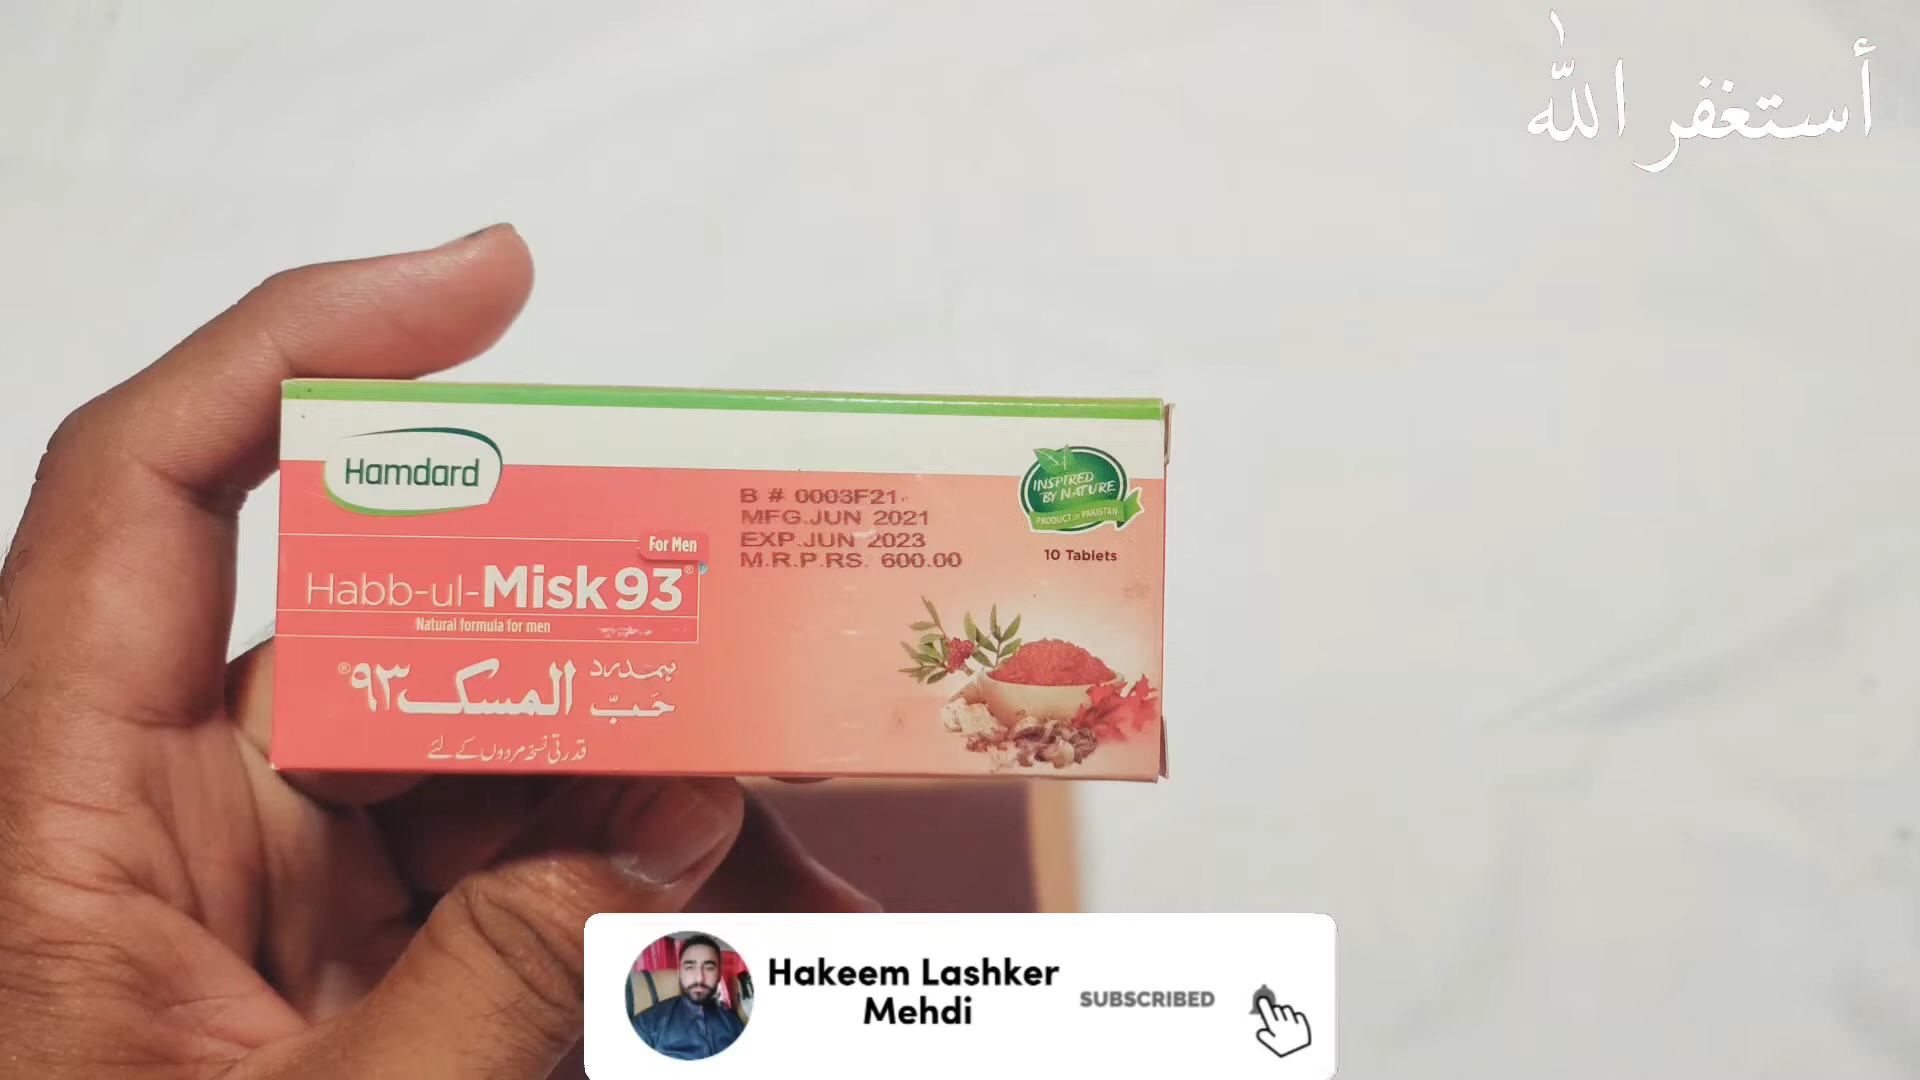 أستغفر الله
Hamdard
INSPIRED
BY NATURE
PRODUCT OF PAKISTAN
B # 0003F21
MFG.JUN 2021
EXP.JUN 2023
M.R.P.RS. 600.00
10 Tablets
For Men
Habb-ul-Misk 93®
Natural formula for men
ہمدرد
حَبّ المسک ۹۳®
قدرتی نسخہ مردوں کے لئے
Hakeem Lashker
Mehdi
SUBSCRIBED